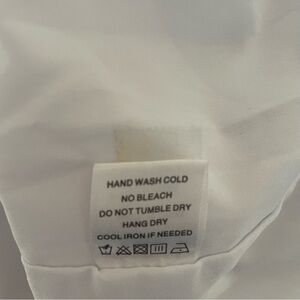 HAND WASH COLD
NO BLEACH
DO NOT TUMBLE DRY
HANG DRY
COOL IRON IF NEEDED